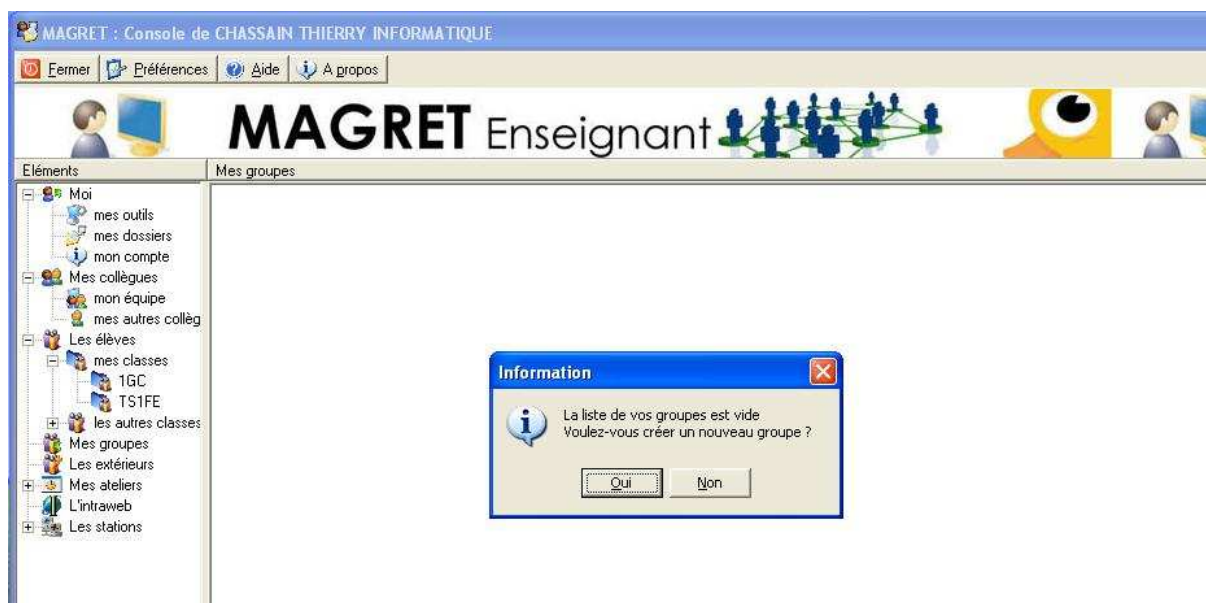 MAGRET : Console de CHASSAIN THIERRY INFORMATIQUE
Fermer Préférences Aide A propos
MAGRET Enseignant
Eléments Mes groupes
Moi
mes outils
mes dossiers
mon compte
Mes collègues
mon équipe
mes autres collèg
Les élèves
mes classes
1GC
TS1FE
les autres classes
Mes groupes
Les extérieurs
Mes ateliers
L'intraweb
Les stations
Information
La liste de vos groupes est vide
Voulez-vous créer un nouveau groupe ?
Oui Non